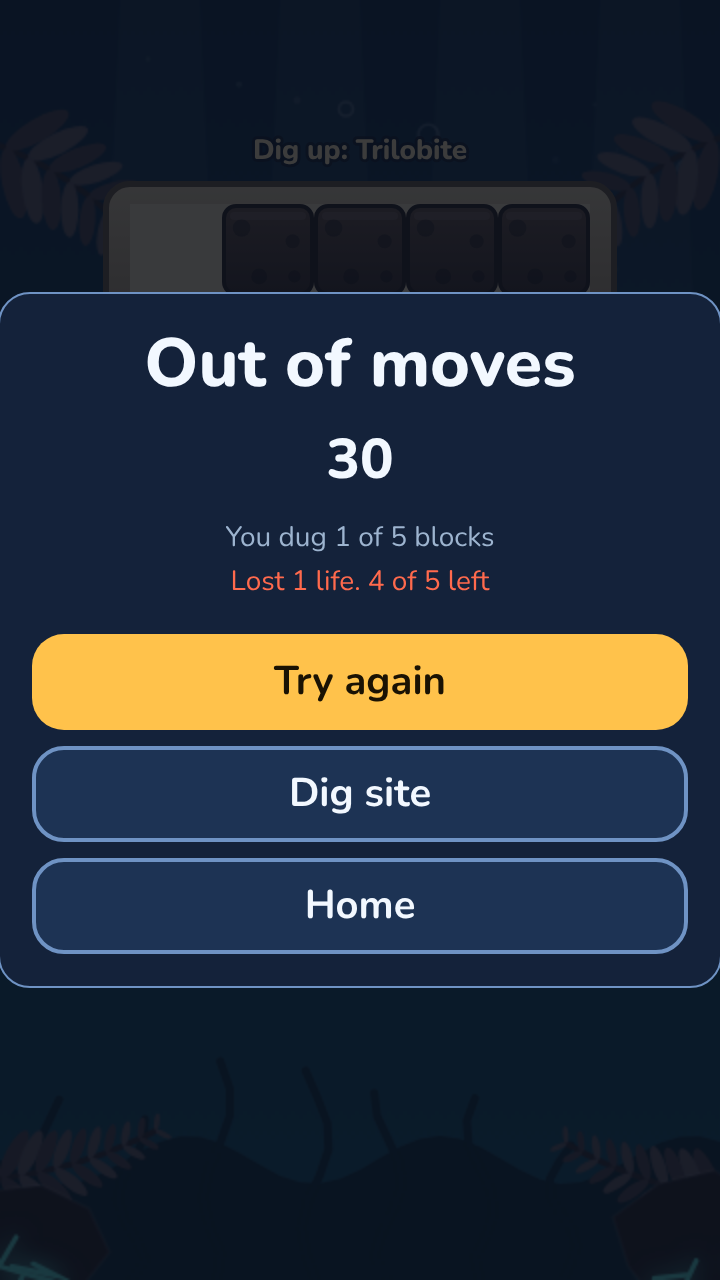 Dig up: Trilobite
Out of moves
30
You dug 1 of 5 blocks
Lost 1 life. 4 of 5 left
Try again
Dig site
Home